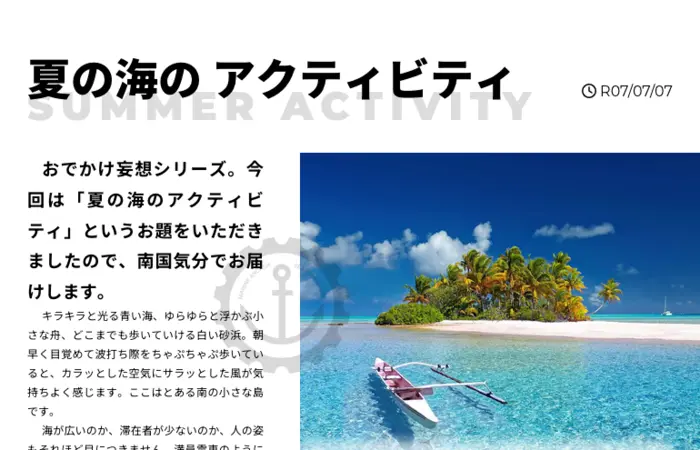 夏の海の アクティビティ
SUMMER ACTIVITY
R07/07/07
おでかけ妄想シリーズ。今
回は「夏の海のアクティビ
ティ」というお題をいただき
ましたので、南国気分でお届
けします。
キラキラと光る青い海、ゆらゆらと浮かぶ小
さな舟、どこまでも歩いていける白い砂浜。朝
早く目覚めて波打ち際をちゃぷちゃぷ歩いてい
ると、カラッとした空気にサラッとした風が気
持ちよく感じます。ここはとある南の小さな島
です。
海が広いのか、滞在者が少ないのか、人の姿
もそれほど目につきません。満員電車のように